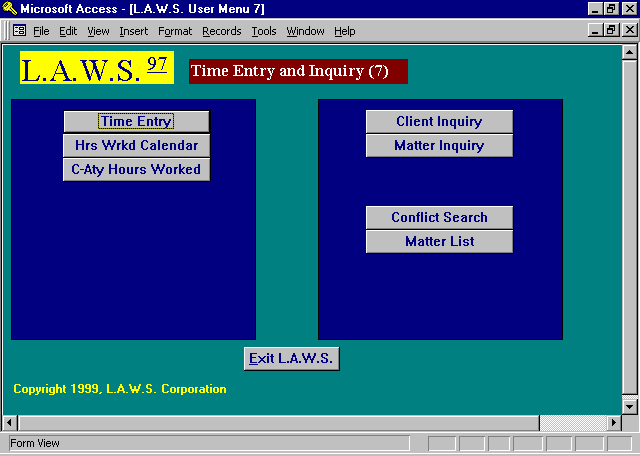 Microsoft Access - [L.A.W.S. User Menu 7]
File Edit View Insert Format Records Tools Window Help
L.A.W.S. 97
Time Entry and Inquiry (7)
Time Entry
Hrs Wrkd Calendar
C-Aty Hours Worked
Client Inquiry
Matter Inquiry
Conflict Search
Matter List
Exit L.A.W.S.
Copyright 1999, L.A.W.S. Corporation
Form View